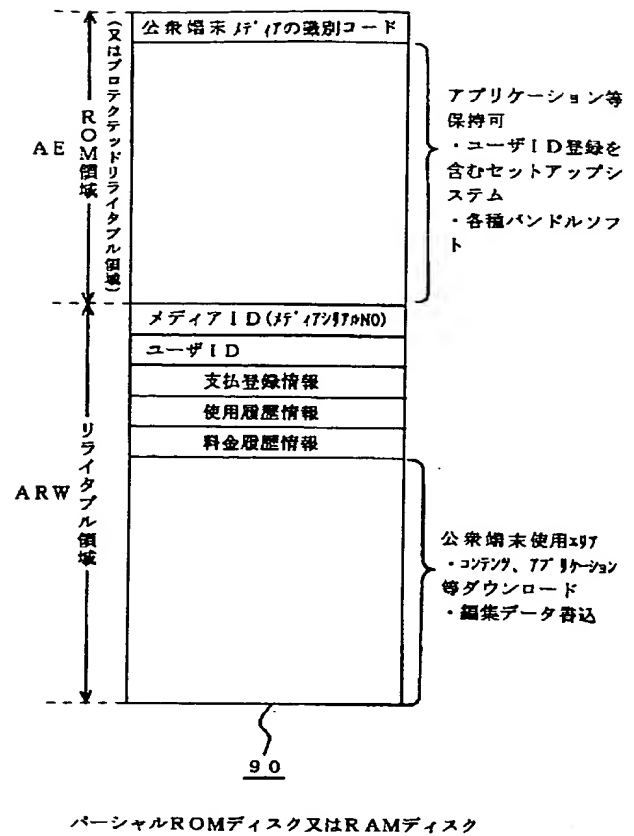 公衆端末メディアの識別コード
AE
ROM領域
(又はプロテクテッドリライタブル領域)
アプリケーション等
保持可
・ユーザID登録を
含むセットアップシ
ステム
・各種バンドルソフ
ト
メディアID(メディアシリアルNO)
ユーザID
支払登録情報
使用履歴情報
料金履歴情報
ARW
リライタブル領域
公衆端末使用エリア
・コンテンツ、アプリケーション
等ダウンロード
・編集データ書込
90
パーシャルROMディスク又はRAMディスク